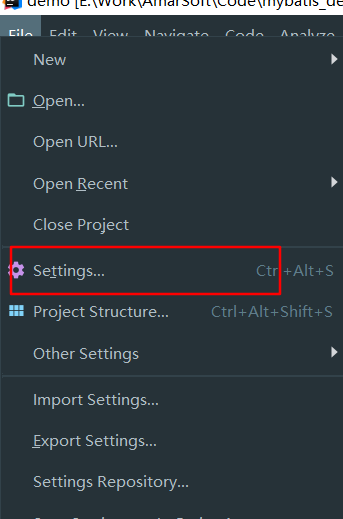 demo [E:\Work\AmarSoft\Code\mybatis_de
File Edit View Navigate Code Analyze
New
Open...
Open URL...
Open Recent
Close Project
Settings... Ctrl+Alt+S
Project Structure... Ctrl+Alt+Shift+S
Other Settings
Import Settings...
Export Settings...
Settings Repository...